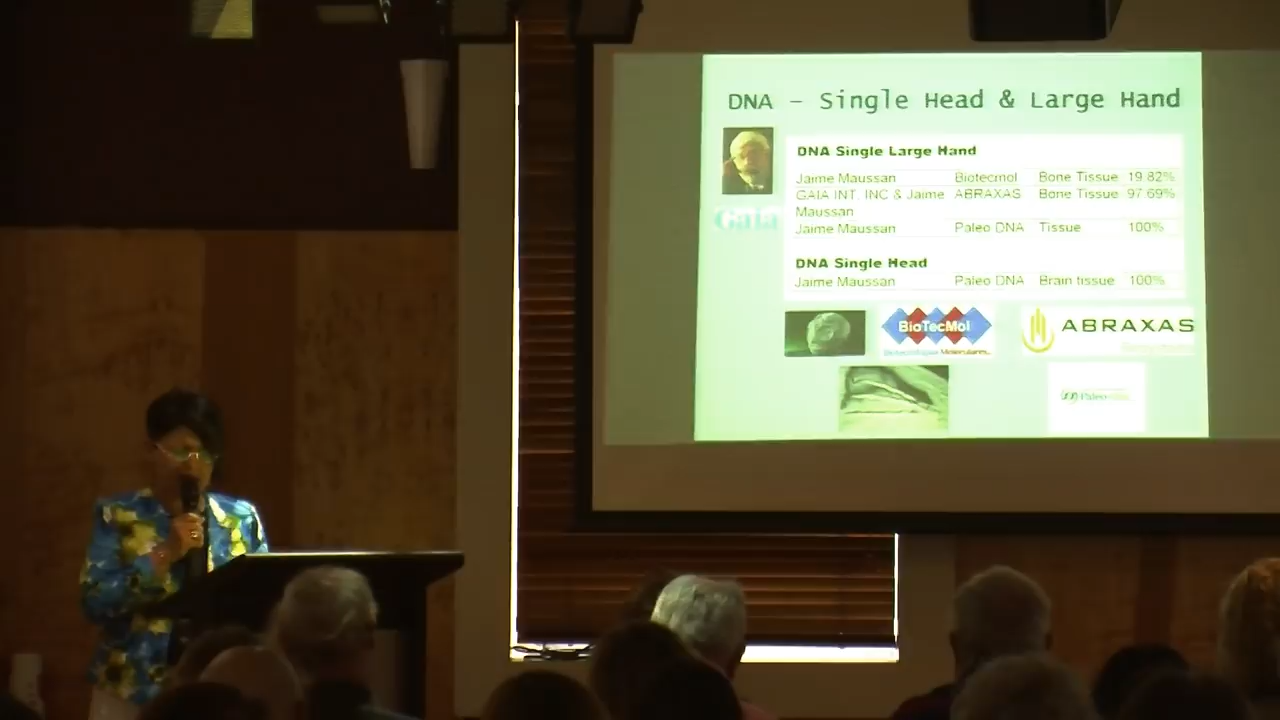 DNA – Single Head & Large Hand
DNA Single Large Hand
Jaime Maussan Biotecmol Bone Tissue 19.82%
GAIA INT. INC & Jaime ABRAXAS Bone Tissue 97.69%
Maussan
Jaime Maussan Paleo DNA Tissue 100%
Gaia
DNA Single Head
Jaime Maussan Paleo DNA Brain tissue 100%
BioTecMol
ABRAXAS
Paleo